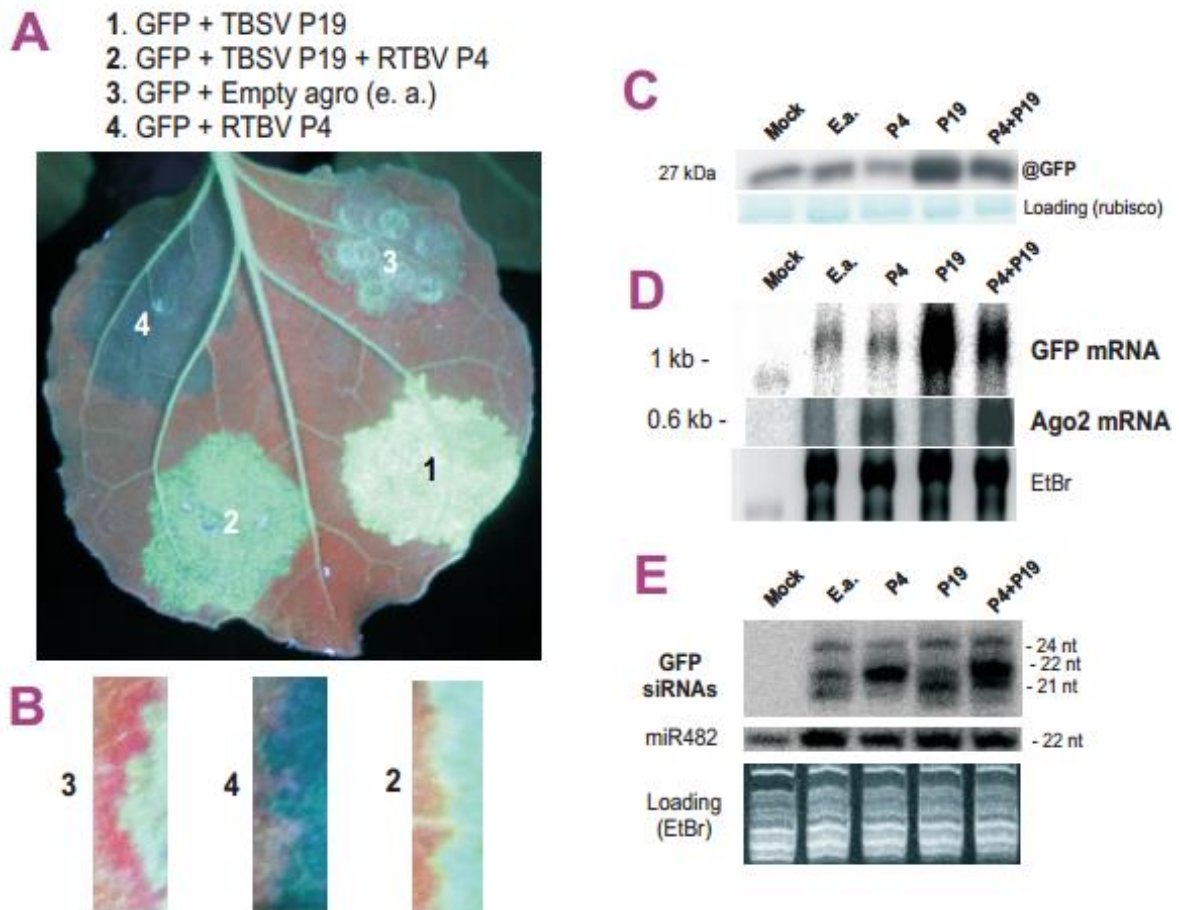 A
1. GFP + TBSV P19
2. GFP + TBSV P19 + RTBV P4
3. GFP + Empty agro (e. a.)
4. GFP + RTBV P4
3
4
1
2
B
3
4
2
C
Mock E.a. P4 P19 P4+P19
27 kDa @GFP
Loading (rubisco)
D
Mock E.a. P4 P19 P4+P19
1 kb - GFP mRNA
0.6 kb - Ago2 mRNA
EtBr
E
Mock E.a. P4 P19 P4+P19
- 24 nt
GFP - 22 nt
siRNAs - 21 nt
miR482 - 22 nt
Loading
(EtBr)